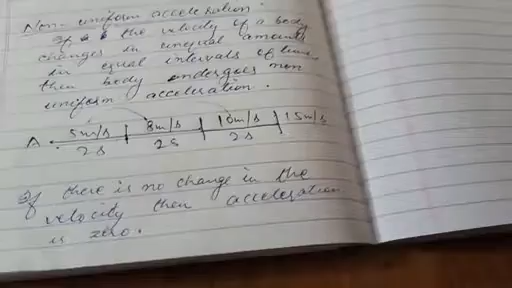 Non-uniform acceleration.
If the velocity of a body
changes in unequal amounts
in equal intervals of time
then body undergoes non
uniform acceleration.
A 5m/s 8m/s 10m/s 15m/s
2s 2s 2s
If there is no change in the
velocity then acceleration
is zero.